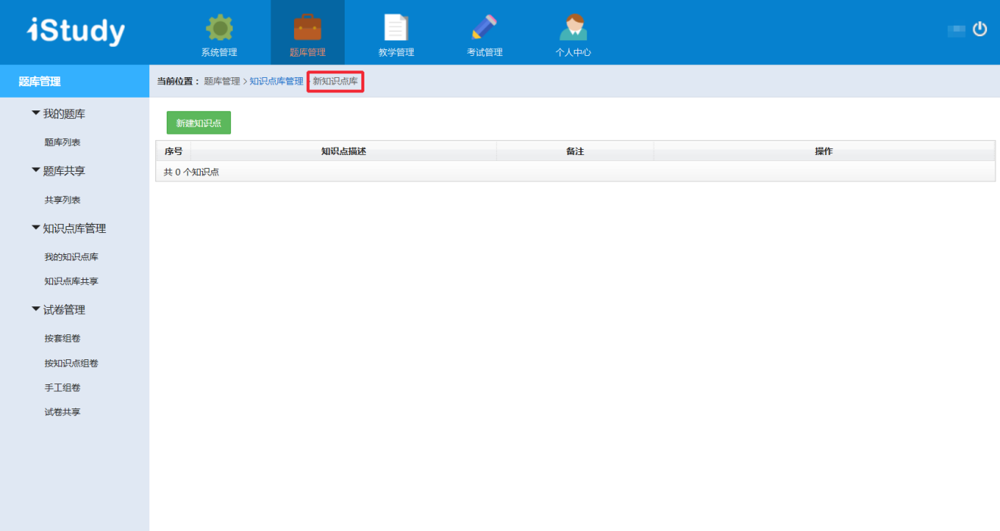 iStudy
系统管理 题库管理 教学管理 考试管理 个人中心
题库管理
当前位置： 题库管理 > 知识点库管理 新知识点库
我的题库
题库列表
题库共享
共享列表
知识点库管理
我的知识点库
知识点库共享
试卷管理
按套组卷
按知识点组卷
手工组卷
试卷共享
新建知识点
序号 知识点描述 备注 操作
共 0 个知识点